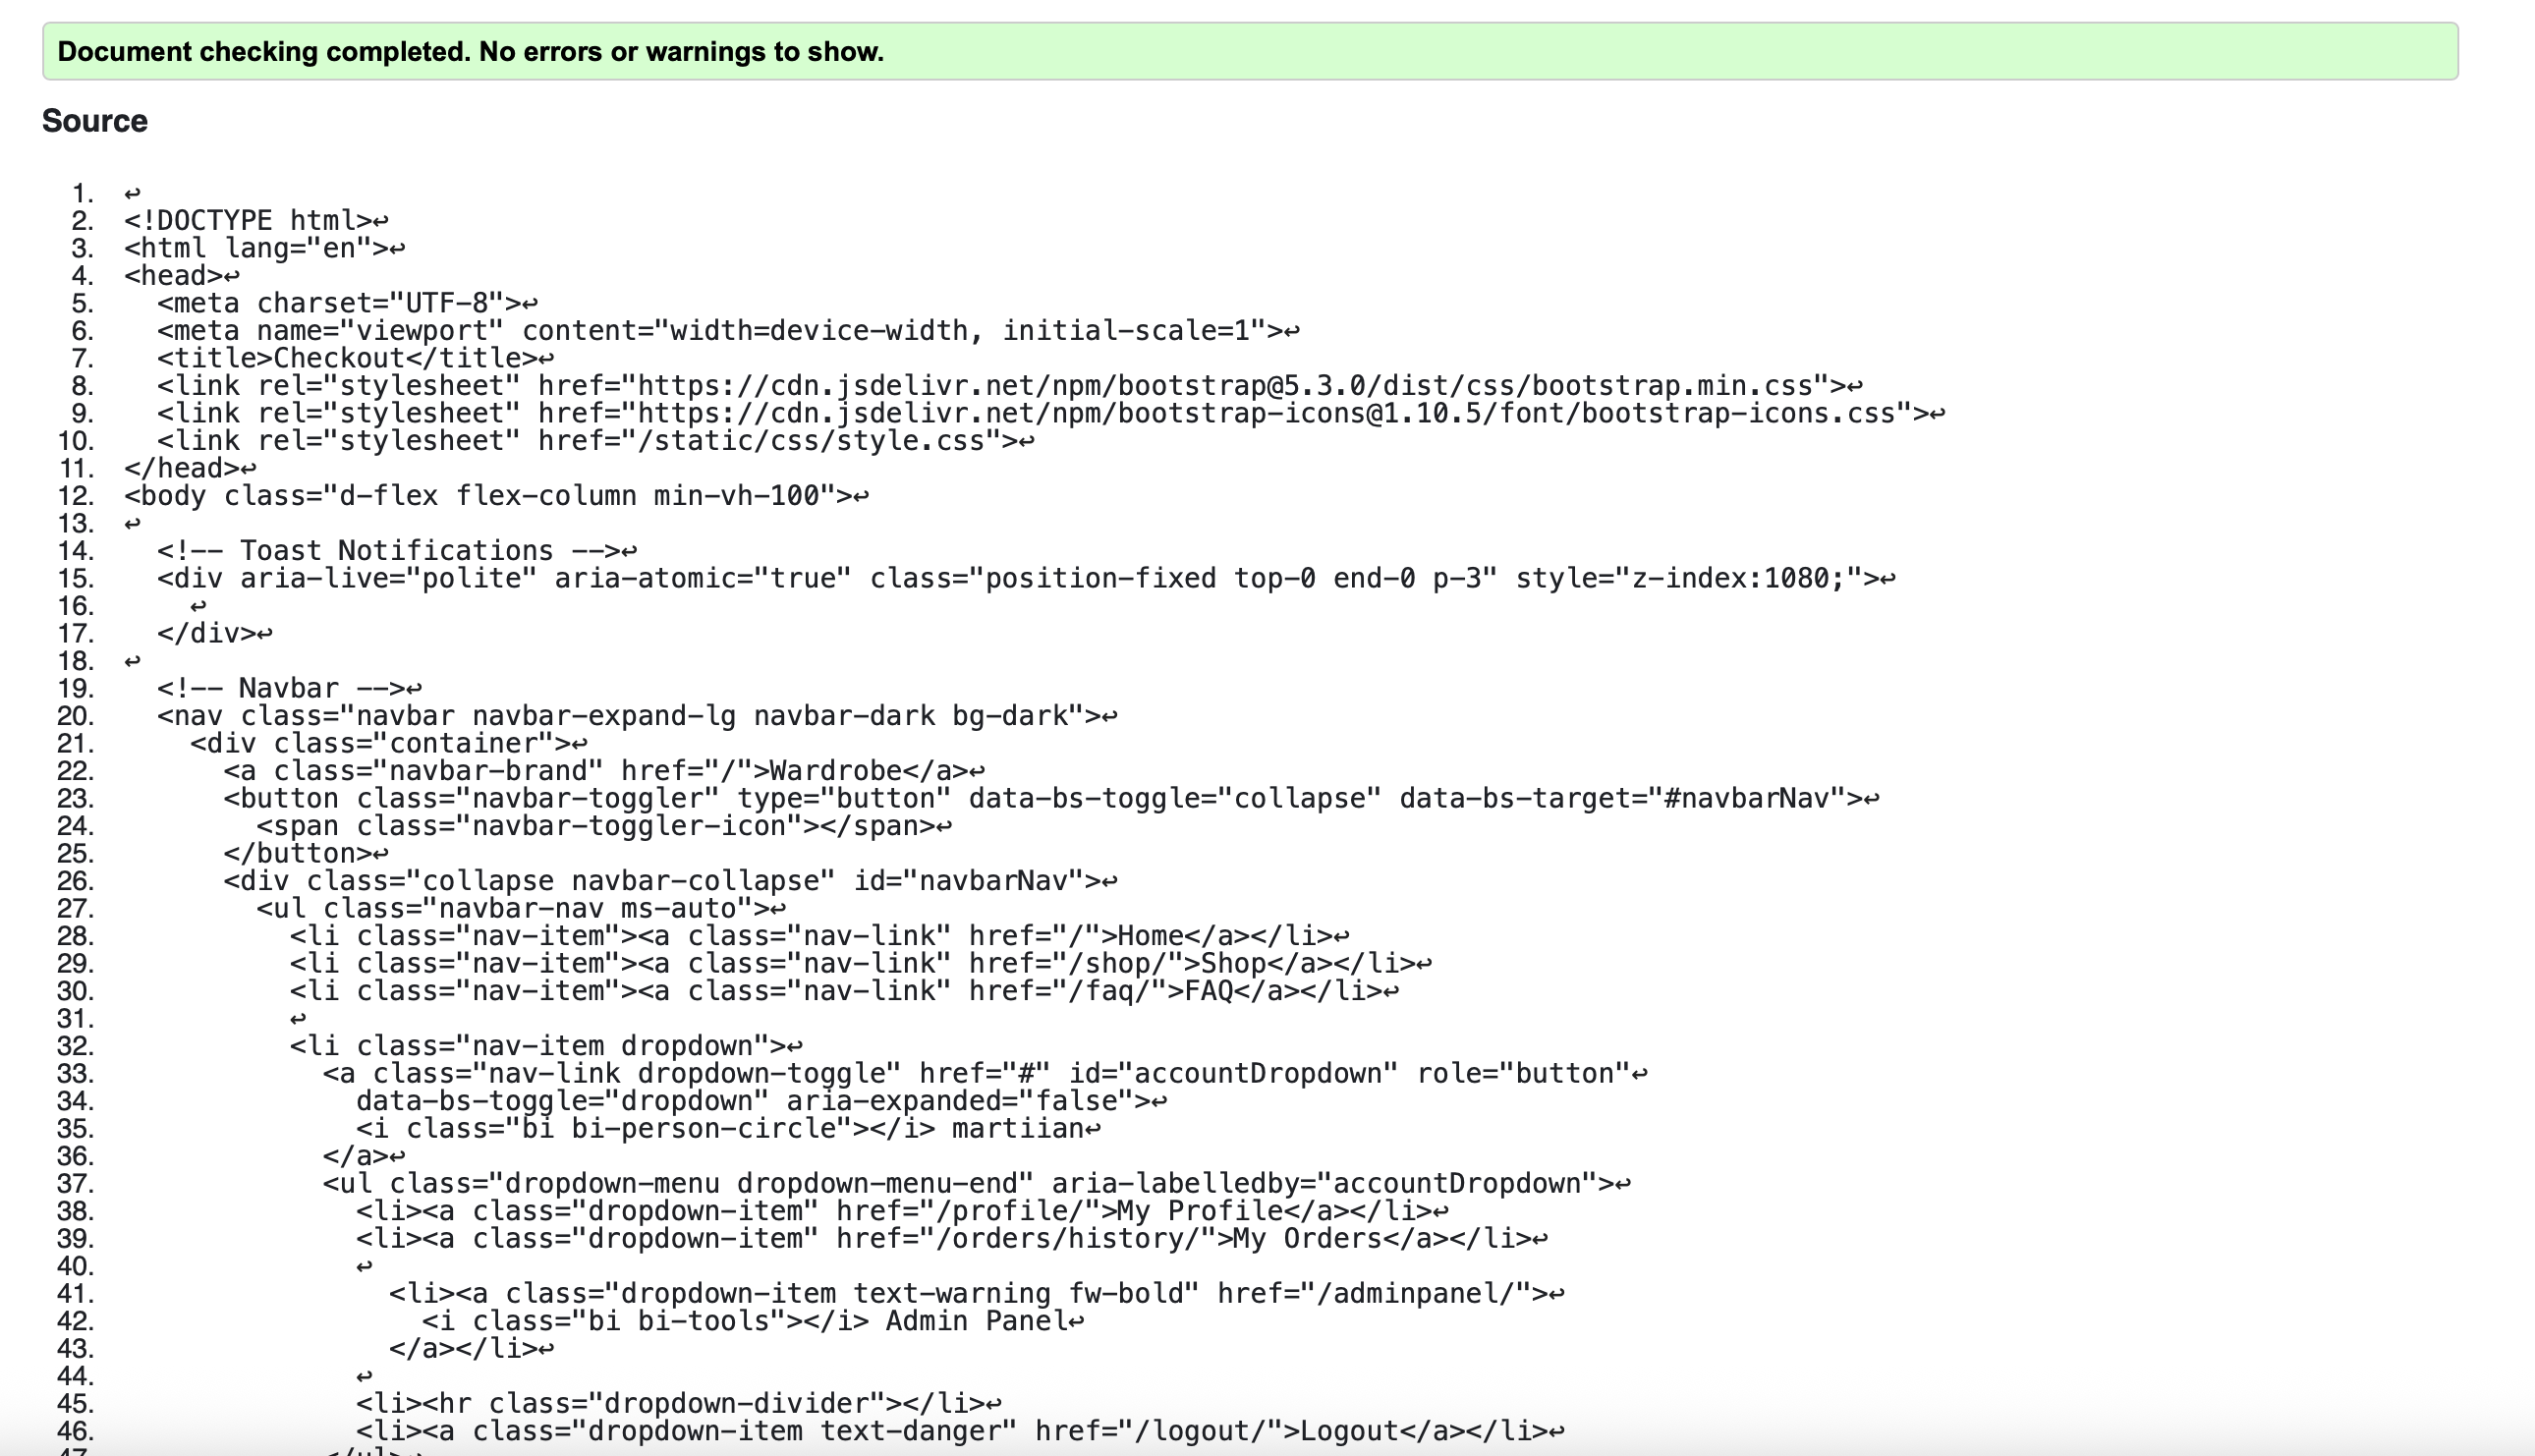 Document checking completed. No errors or warnings to show.
Source
1. ↩
2. <!DOCTYPE html>↩
3. <html lang="en">↩
4. <head>↩
5.   <meta charset="UTF-8">↩
6.   <meta name="viewport" content="width=device-width, initial-scale=1">↩
7.   <title>Checkout</title>↩
8.   <link rel="stylesheet" href="https://cdn.jsdelivr.net/npm/bootstrap@5.3.0/dist/css/bootstrap.min.css">↩
9.   <link rel="stylesheet" href="https://cdn.jsdelivr.net/npm/bootstrap-icons@1.10.5/font/bootstrap-icons.css">↩
10.   <link rel="stylesheet" href="/static/css/style.css">↩
11. </head>↩
12. <body class="d-flex flex-column min-vh-100">↩
13. ↩
14.   <!-- Toast Notifications -->↩
15.   <div aria-live="polite" aria-atomic="true" class="position-fixed top-0 end-0 p-3" style="z-index:1080;">↩
16.     ↩
17.   </div>↩
18. ↩
19.   <!-- Navbar -->↩
20.   <nav class="navbar navbar-expand-lg navbar-dark bg-dark">↩
21.     <div class="container">↩
22.       <a class="navbar-brand" href="/">Wardrobe</a>↩
23.       <button class="navbar-toggler" type="button" data-bs-toggle="collapse" data-bs-target="#navbarNav">↩
24.         <span class="navbar-toggler-icon"></span>↩
25.       </button>↩
26.       <div class="collapse navbar-collapse" id="navbarNav">↩
27.         <ul class="navbar-nav ms-auto">↩
28.           <li class="nav-item"><a class="nav-link" href="/">Home</a></li>↩
29.           <li class="nav-item"><a class="nav-link" href="/shop/">Shop</a></li>↩
30.           <li class="nav-item"><a class="nav-link" href="/faq/">FAQ</a></li>↩
31.           ↩
32.           <li class="nav-item dropdown">↩
33.             <a class="nav-link dropdown-toggle" href="#" id="accountDropdown" role="button"↩
34.               data-bs-toggle="dropdown" aria-expanded="false">↩
35.               <i class="bi bi-person-circle"></i> martiian↩
36.             </a>↩
37.             <ul class="dropdown-menu dropdown-menu-end" aria-labelledby="accountDropdown">↩
38.               <li><a class="dropdown-item" href="/profile/">My Profile</a></li>↩
39.               <li><a class="dropdown-item" href="/orders/history/">My Orders</a></li>↩
40.               ↩
41.                 <li><a class="dropdown-item text-warning fw-bold" href="/adminpanel/">↩
42.                   <i class="bi bi-tools"></i> Admin Panel↩
43.                 </a></li>↩
44.               ↩
45.               <li><hr class="dropdown-divider"></li>↩
46.               <li><a class="dropdown-item text-danger" href="/logout/">Logout</a></li>↩
47.             </ul>↩